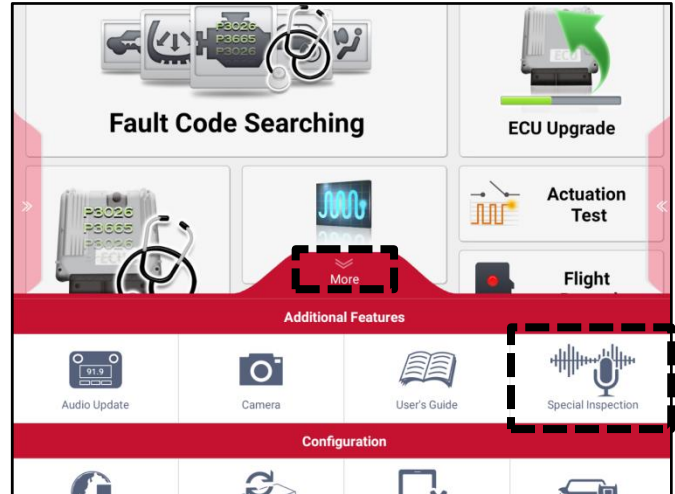 P3026
P3665
P3026
Fault Code Searching
ECU
ECU Upgrade
P3026
P3665
P3026
ECU
Actuation
Test
Flight
More
Additional Features
91.9
Audio Update
Camera
User's Guide
Special Inspection
Configuration